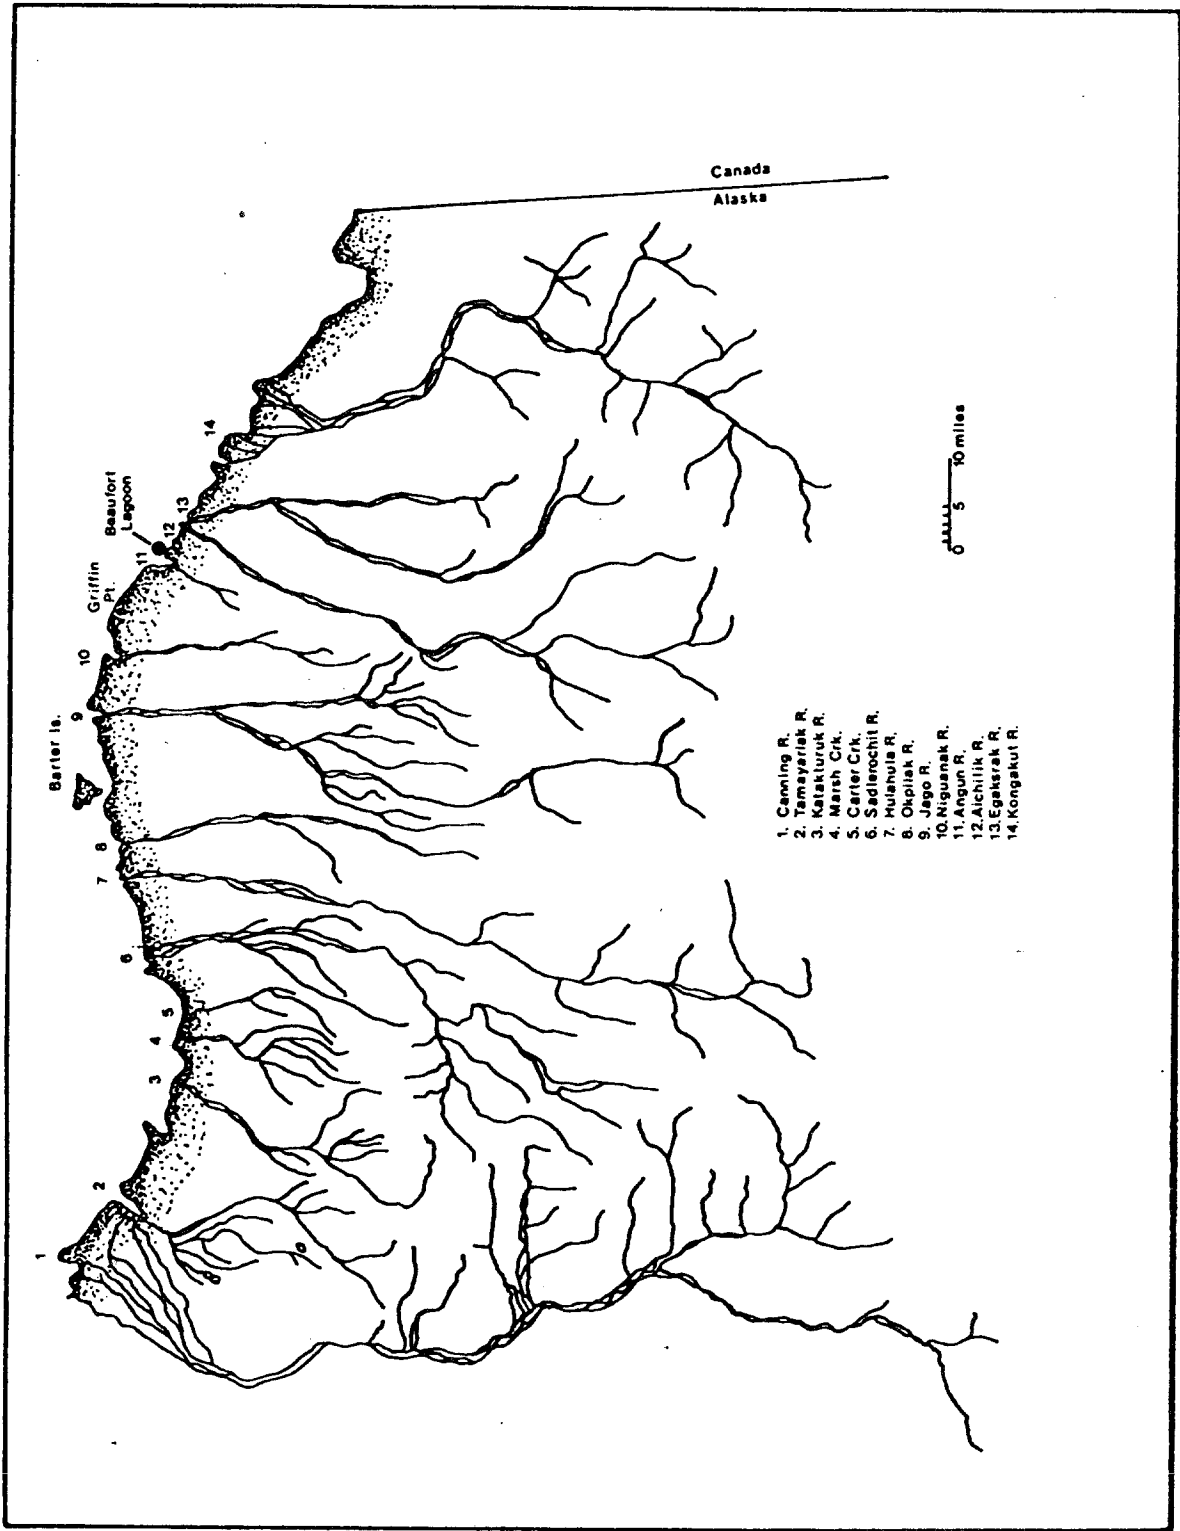 Canada
Alaska
14
Beaufort
Lagoon
13
12
11
Griffin
Pt.
10
9
Barter Is.
8
7
6
5
4
3
2
1
0 5 10 miles
1. Canning R.
2. Tamayariak R.
3. Katakturuk R.
4. Marsh Crk.
5. Carter Crk.
6. Sadlerochit R.
7. Hulahula R.
8. Okpilak R.
9. Jago R.
10. Niguanak R.
11. Angun R.
12. Aichilik R.
13. Egaksrak R.
14. Kongakut R.